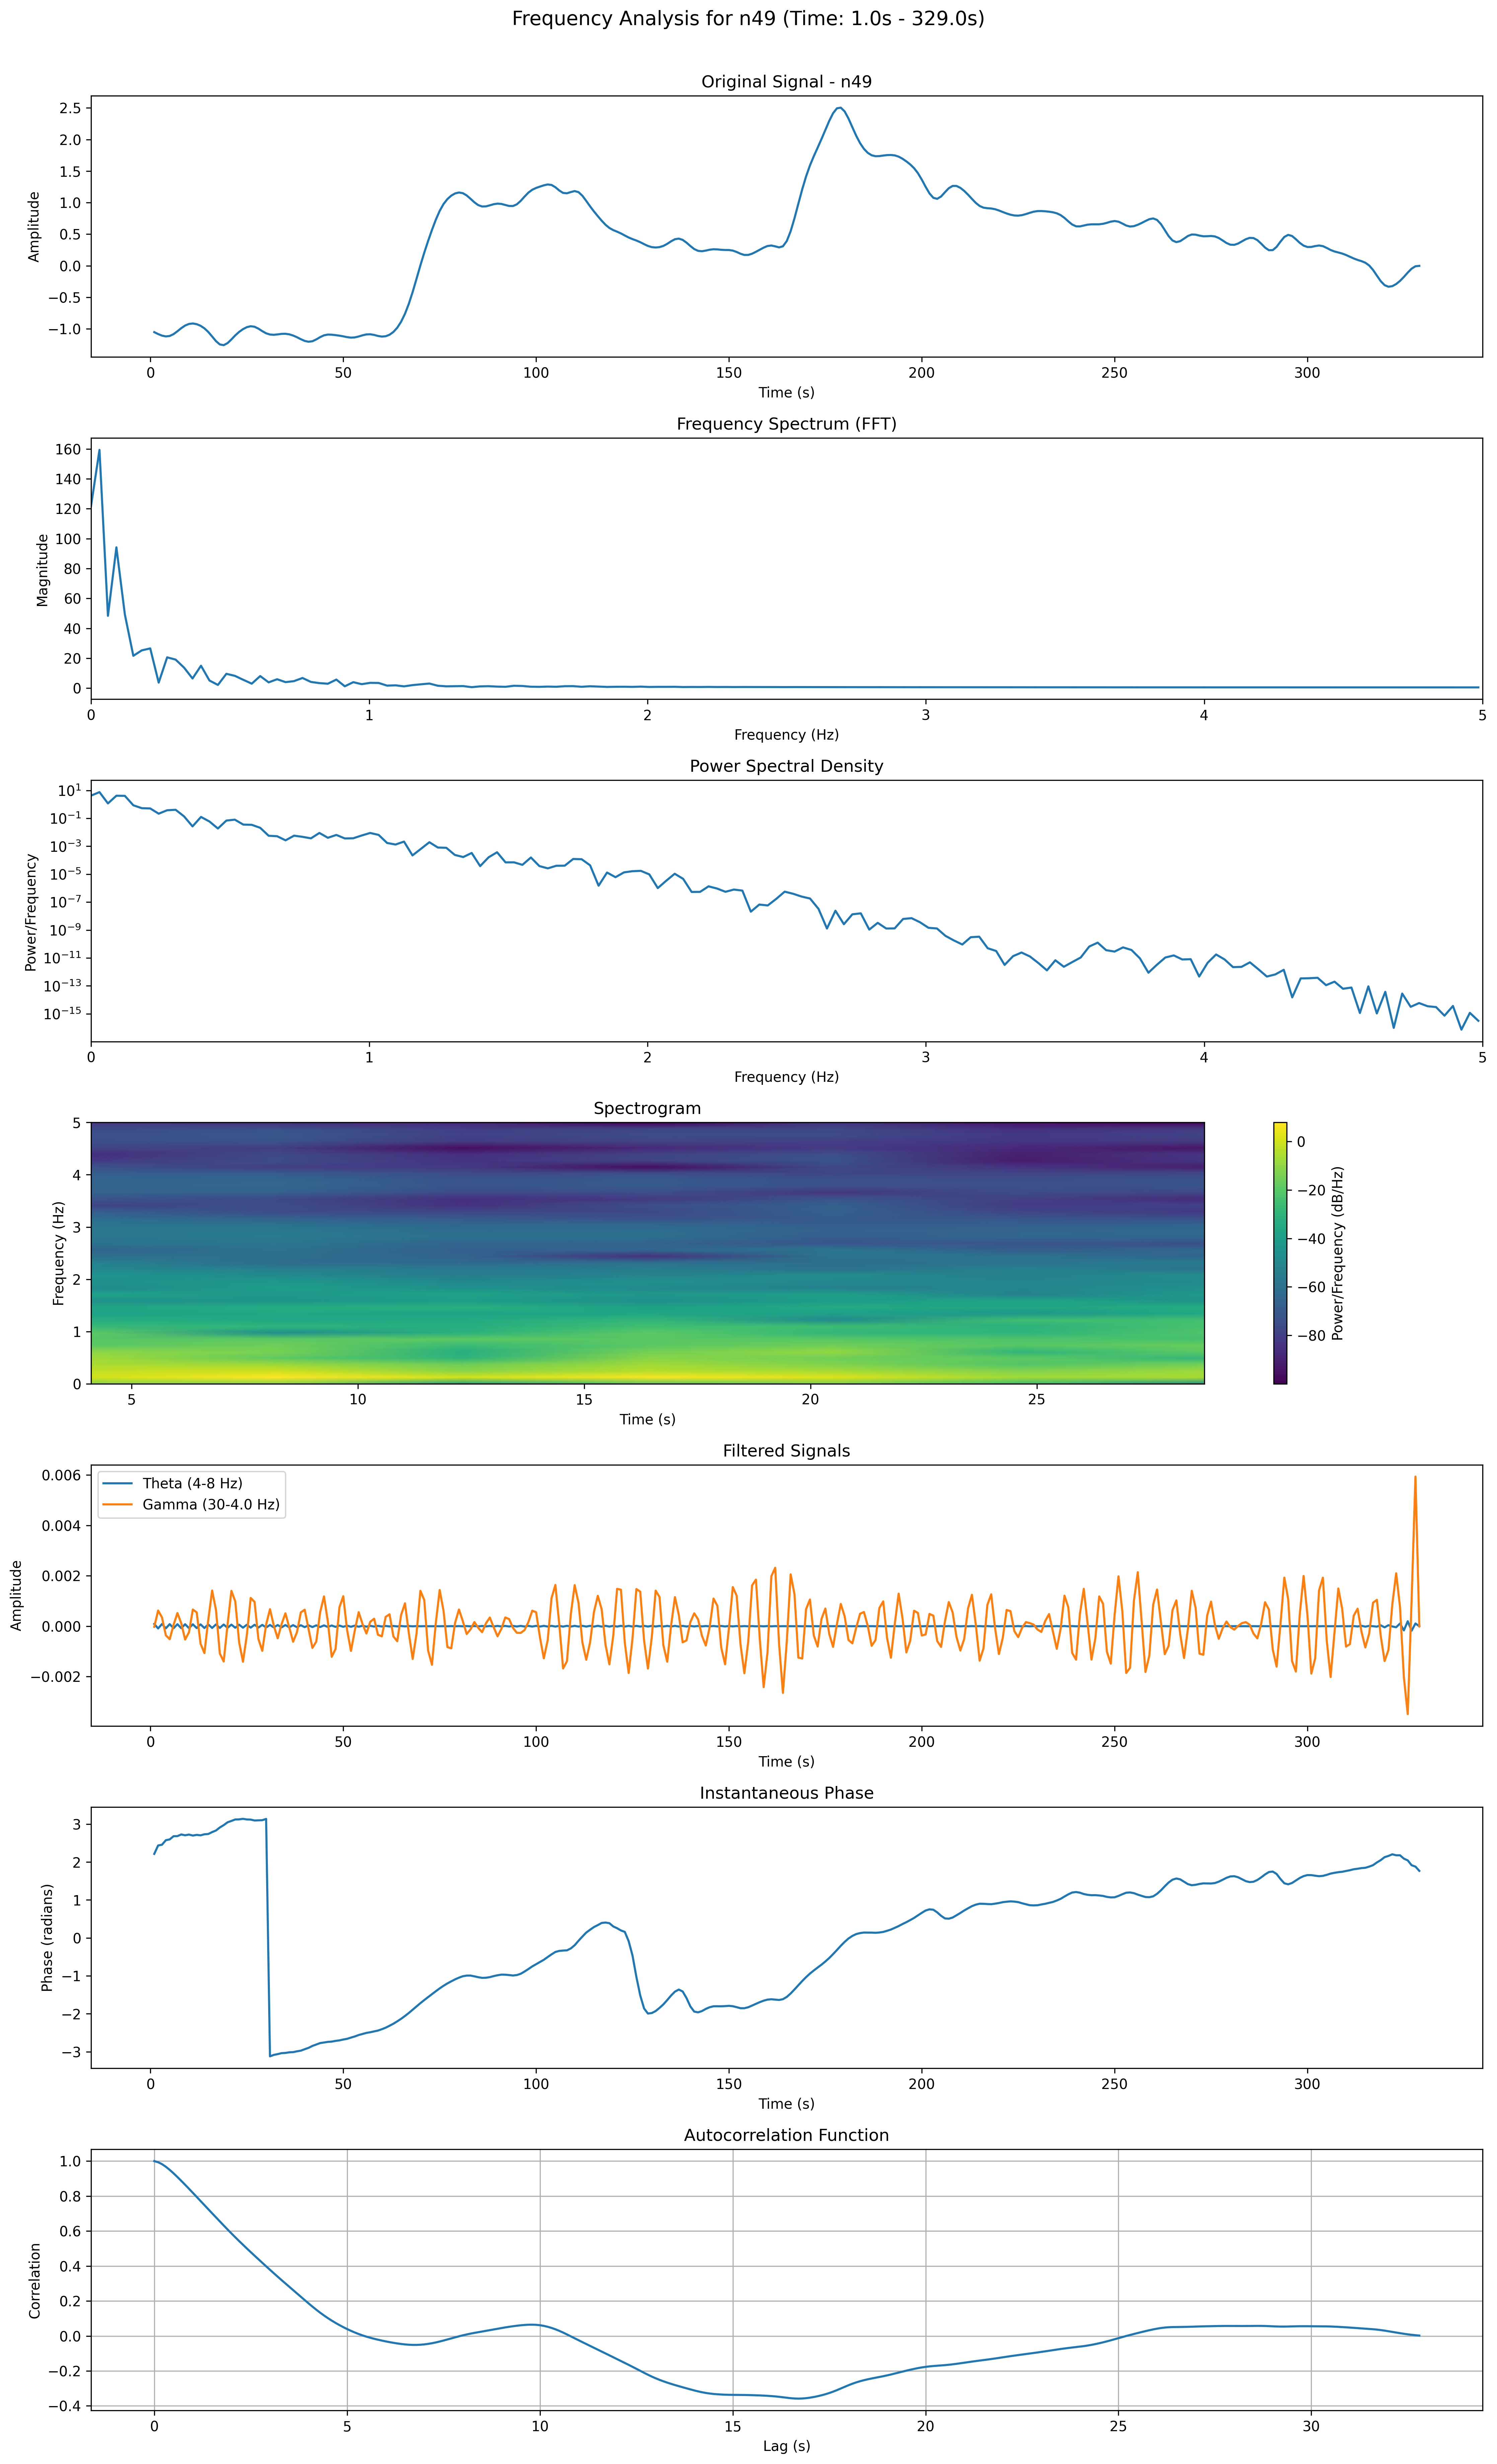 Frequency Analysis for n49 (Time: 1.0s - 329.0s)
Original Signal - n49
2.5
2.0
1.5
1.0
0.5
0.0
−0.5
−1.0
Amplitude
0 50 100 150 200 250 300
Time (s)
Frequency Spectrum (FFT)
160
140
120
100
80
60
40
20
0
Magnitude
0 1 2 3 4 5
Frequency (Hz)
Power Spectral Density
10^1
10^−1
10^−3
10^−5
10^−7
10^−9
10^−11
10^−13
10^−15
Power/Frequency
0 1 2 3 4 5
Frequency (Hz)
Spectrogram
5
4
3
2
1
0
Frequency (Hz)
5 10 15 20 25
Time (s)
0
−20
−40
−60
−80
Power/Frequency (dB/Hz)
Filtered Signals
0.006
0.004
0.002
0.000
−0.002
Amplitude
Theta (4-8 Hz)
Gamma (30-4.0 Hz)
0 50 100 150 200 250 300
Time (s)
Instantaneous Phase
3
2
1
0
−1
−2
−3
Phase (radians)
0 50 100 150 200 250 300
Time (s)
Autocorrelation Function
1.0
0.8
0.6
0.4
0.2
0.0
−0.2
−0.4
Correlation
0 5 10 15 20 25 30
Lag (s)